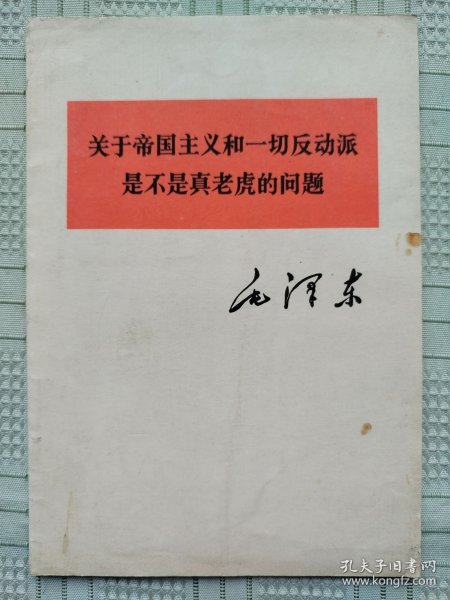 关于帝国主义和一切反动派
是不是真老虎的问题
毛泽东
孔夫子旧书网
www.kongfz.com